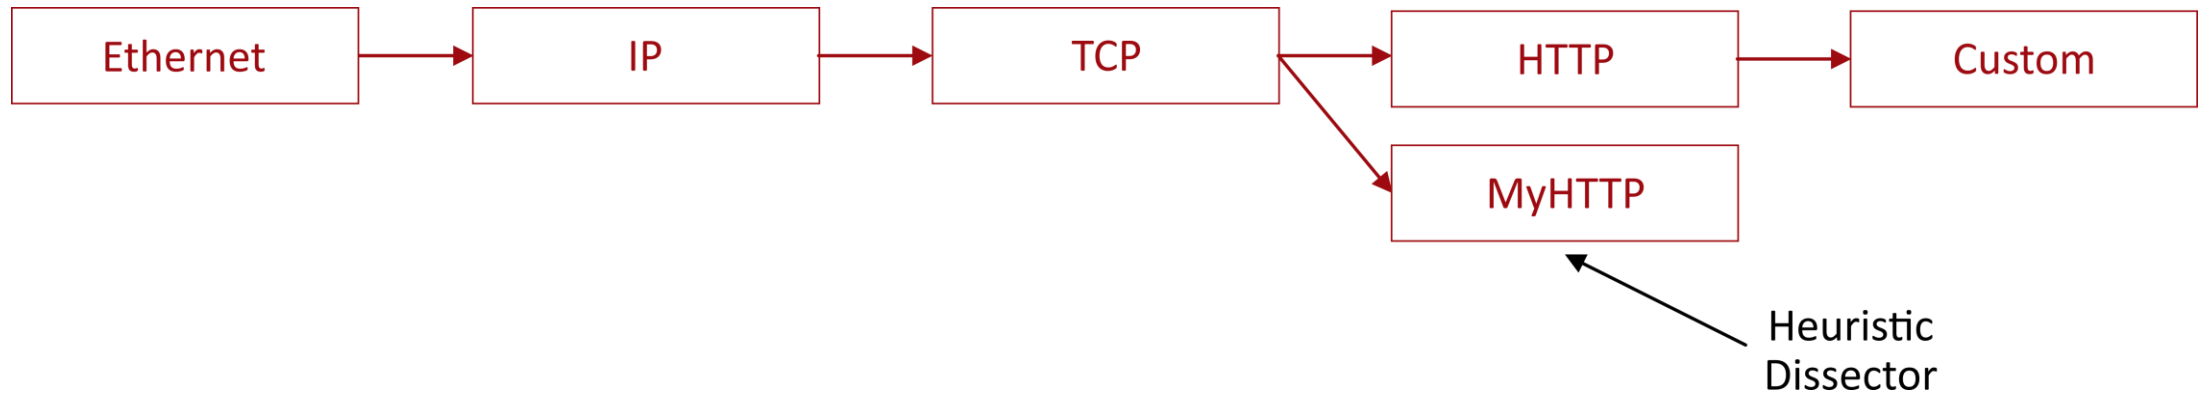 Ethernet
IP
TCP
HTTP
Custom
MyHTTP
Heuristic
Dissector